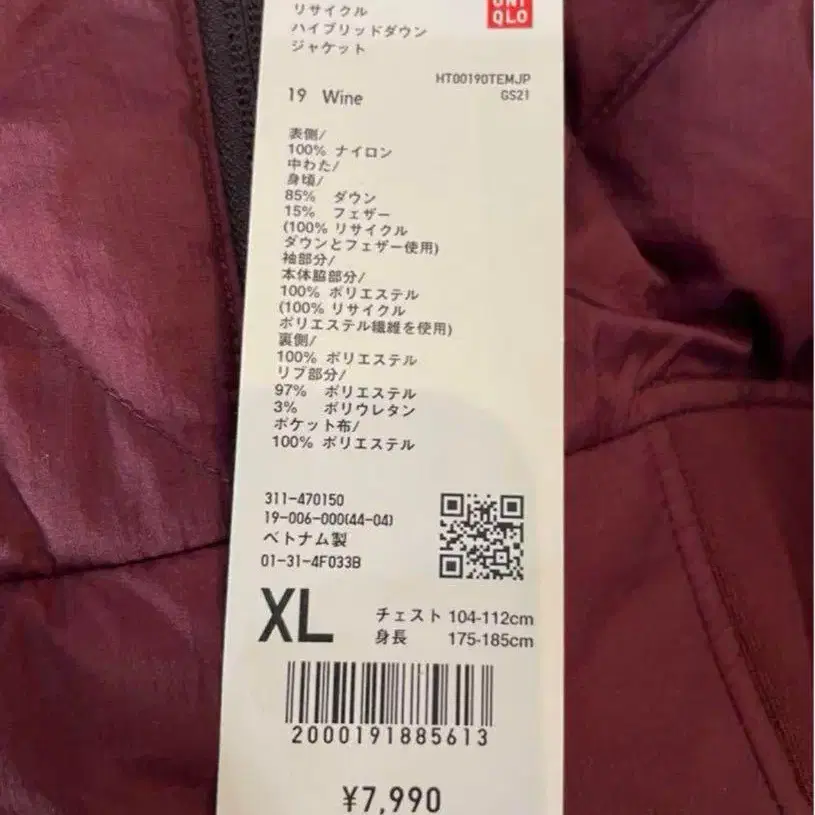 リサイクル
ハイブリッドダウン
ジャケット
UNI
QLO
HT00190TEMJP
19 Wine
GS21
表側/
100% ナイロン
中わた/
身頃/
85% ダウン
15% フェザー
(100% リサイクル
ダウンとフェザー使用)
袖部分/
本体脇部分/
100% ポリエステル
(100% リサイクル
ポリエステル繊維を使用)
裏側/
100% ポリエステル
リブ部分/
97% ポリエステル
3% ポリウレタン
ポケット布/
100% ポリエステル
311-470150
19-006-000(44-04)
ベトナム製
01-31-4F033B
XL
チェスト 104-112cm
身長 175-185cm
2000191885613
¥7,990